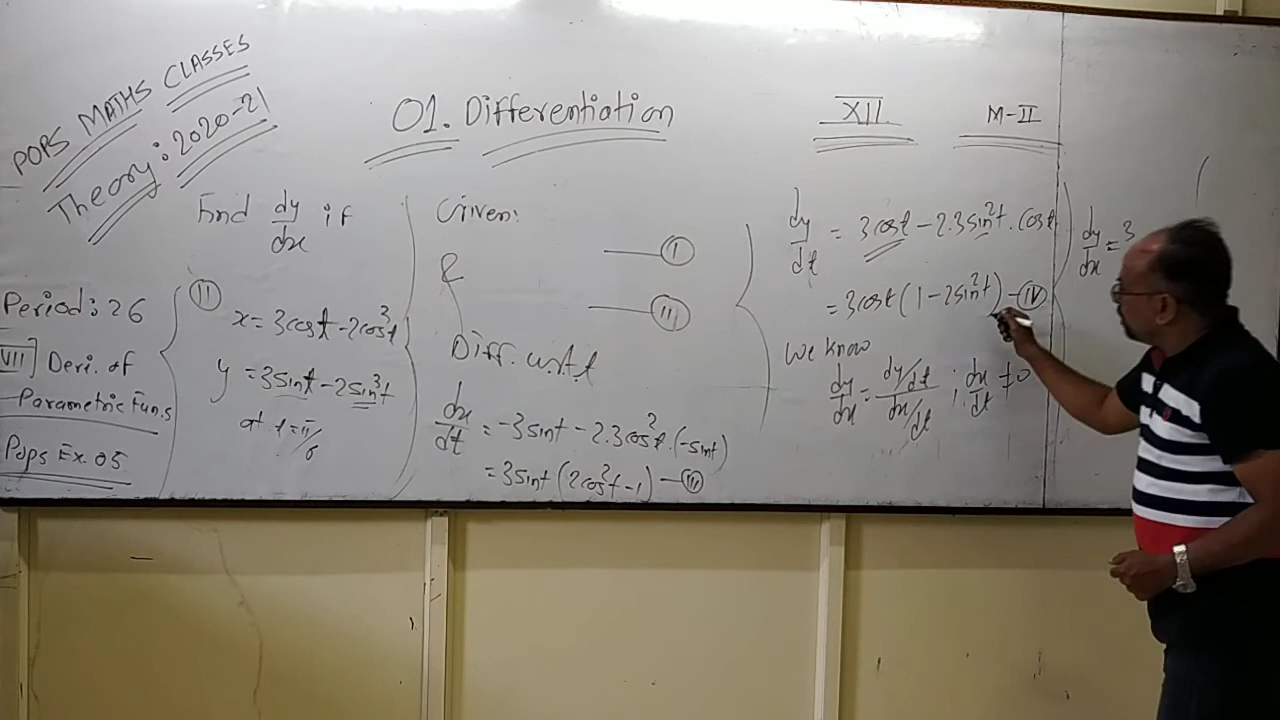 POPS MATHS CLASSES
Theory: 2020-21
01. Differentiation
XII
M-II
Period: 26
VII] Deri. of
Parametric Fun.s
Pops Ex. 05
Find dy/dx if
(II)
x = 3cost - 2cos³t
y = 3sint - 2sin³t
at t = π/6
Given:
— (I)
&
— (II)
Diff. w.r.t. t
dx/dt = -3sint - 2.3cos²t.(-sint)
= 3sint(2cos²t - 1) — (III)
dy/dt = 3cost - 2.3sin²t.cost
= 3cost(1 - 2sin²t) — (IV)
We know
dy/dx = dy/dt / dx/dt ; dx/dt ≠ 0
dy/dx = 3